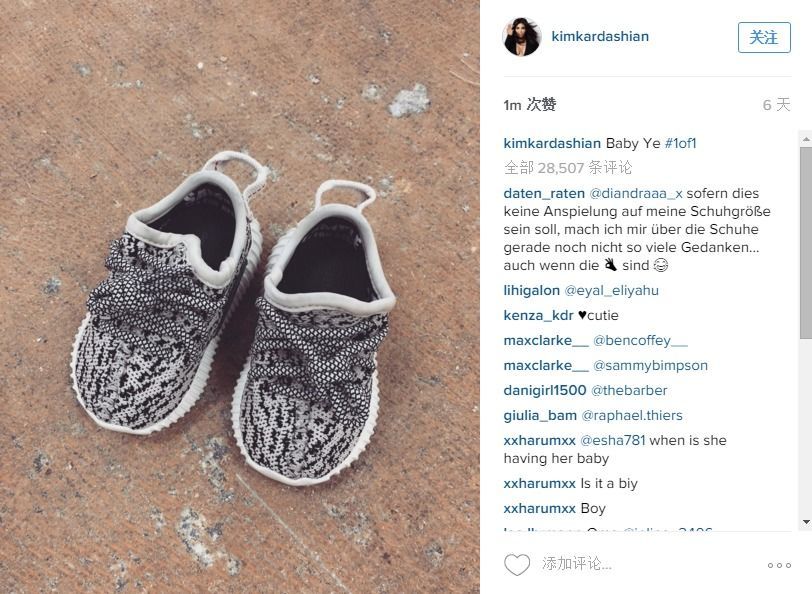 kimkardashian
关注
1m 次赞
6 天
kimkardashian Baby Ye #1of1
全部 28,507 条评论
daten_raten @diandraaa_x sofern dies
keine Anspielung auf meine Schuhgröße
sein soll, mach ich mir über die Schuhe
gerade noch nicht so viele Gedanken...
auch wenn die 👌 sind 😂
lihigalon @eyal_eliyahu
kenza_kdr ♥cutie
maxclarke__ @bencoffey__
maxclarke__ @sammybimpson
danigirl1500 @thebarber
giulia_bam @raphael.thiers
xxharumxx @esha781 when is she
having her baby
xxharumxx Is it a biy
xxharumxx Boy
添加评论...